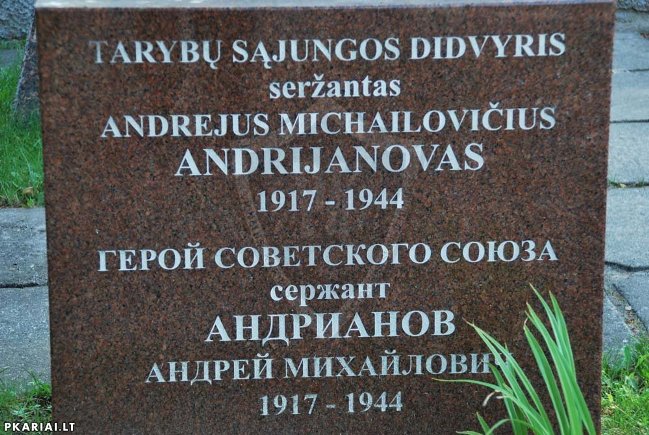 TARYBŲ SĄJUNGOS DIDVYRIS
seržantas
ANDREJUS MICHAILOVIČIUS
ANDRIJANOVAS
1917 - 1944
ГЕРОЙ СОВЕТСКОГО СОЮЗА
сержант
АНДРИАНОВ
АНДРЕЙ МИХАЙЛОВИЧ
1917 - 1944
PKARIAI.LT